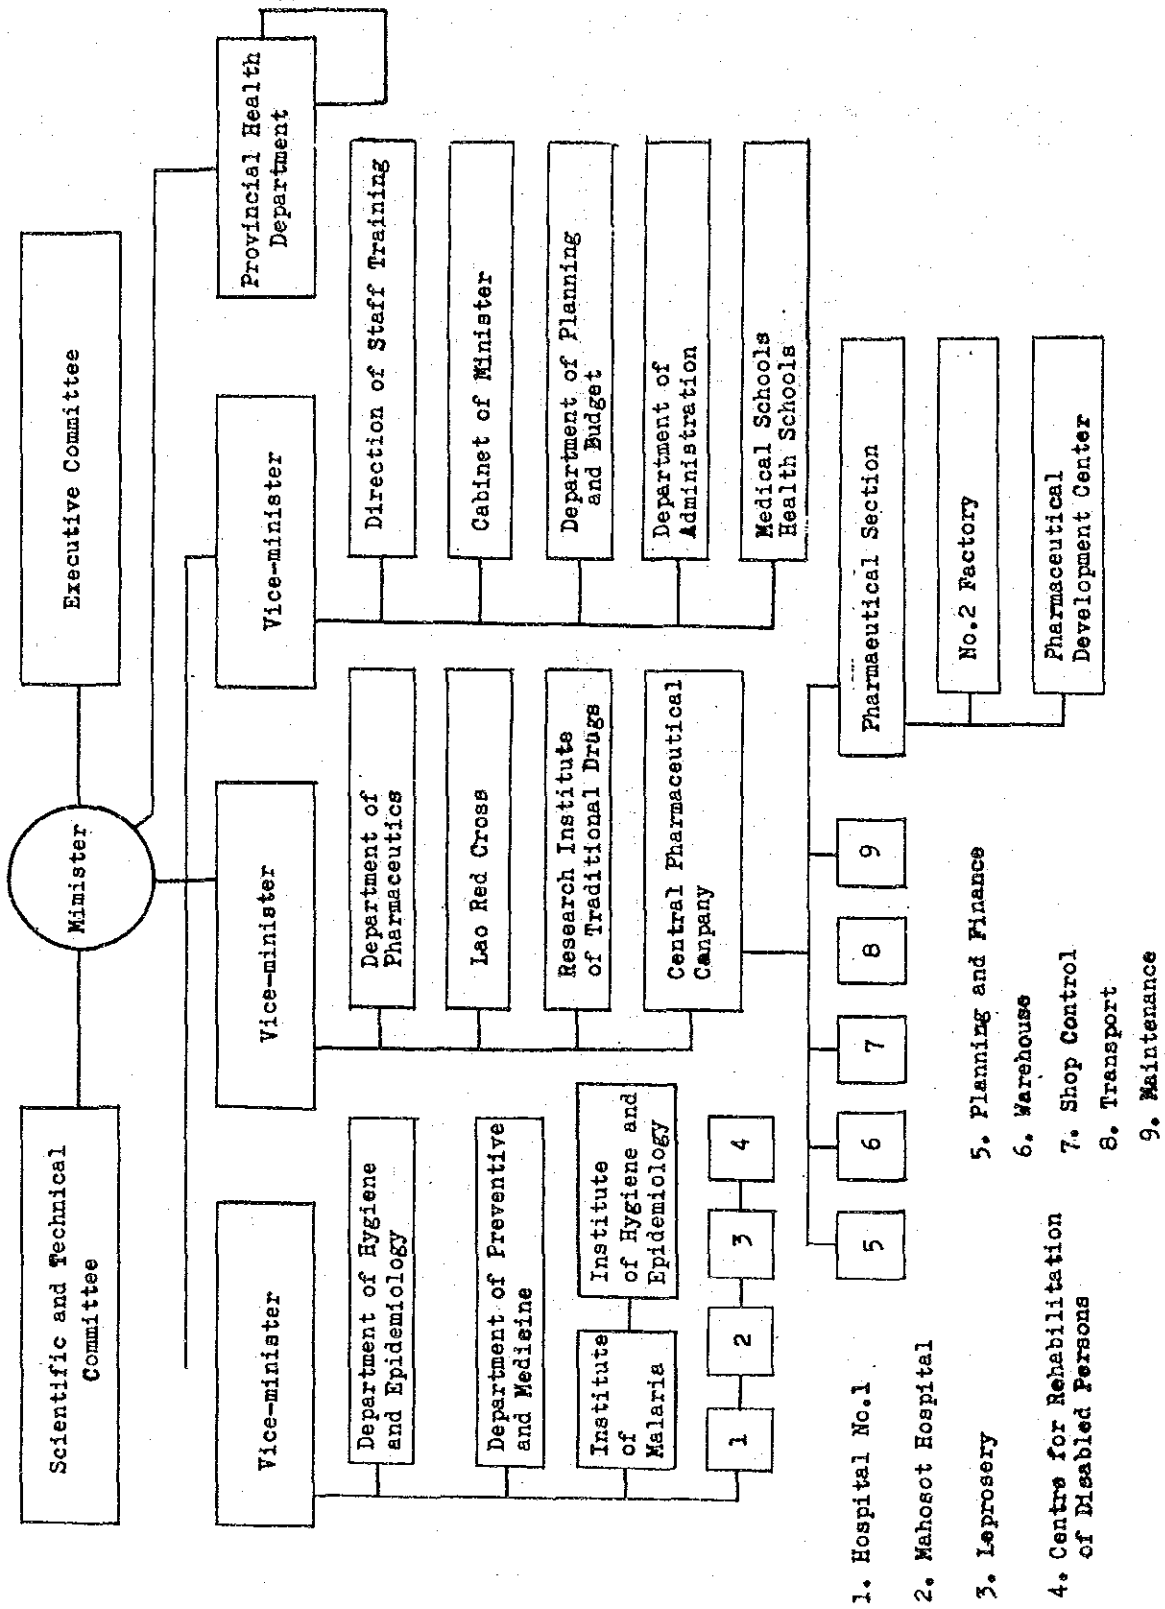 Scientific and Technical
Committee
Mimister
Executive Committee
Vice-minister
Vice-minister
Vice-minister
Provincial Health
Department
Department of Hygiene
and Epidemiology
Department of Preventive
and Medicine
Institute
of
Malaria
Institute
of Hygiene and
Epidemiology
1
2
3
4
Department of
Pharmaceutics
Lao Red Cross
Research Institute
of Traditional Drugs
Central Pharmaceutical
Canpany
Direction of Staff Training
Cabinet of Minister
Department of Planning
and Budget
Department of
Administration
Medical Schools
Health Schools
5
6
7
8
9
Pharmaeutical Section
No.2 Factory
Pharmaceutical
Development Center
1. Hospital No.1
2. Mahosot Hospital
3. Leprosery
4. Centre for Rehabilitation
of Disabled Persons
5. Planning and Finance
6. Warehouse
7. Shop Control
8. Transport
9. Maintenance